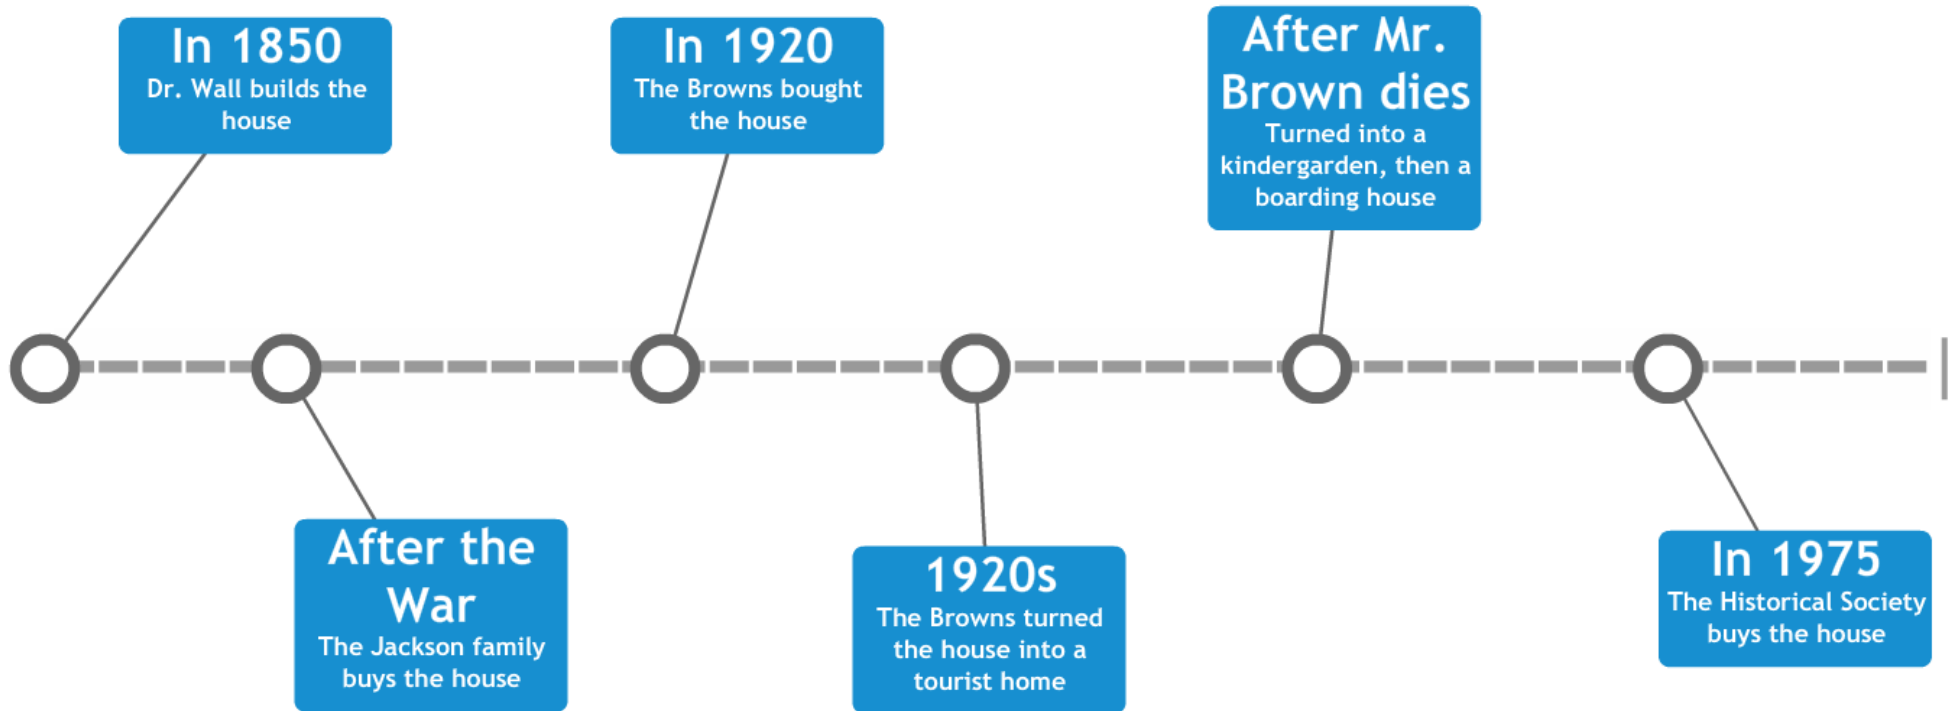 In 1850
Dr. Wall builds the
house
After the
War
The Jackson family
buys the house
In 1920
The Browns bought
the house
1920s
The Browns turned
the house into a
tourist home
After Mr.
Brown dies
Turned into a
kindergarden, then a
boarding house
In 1975
The Historical Society
buys the house